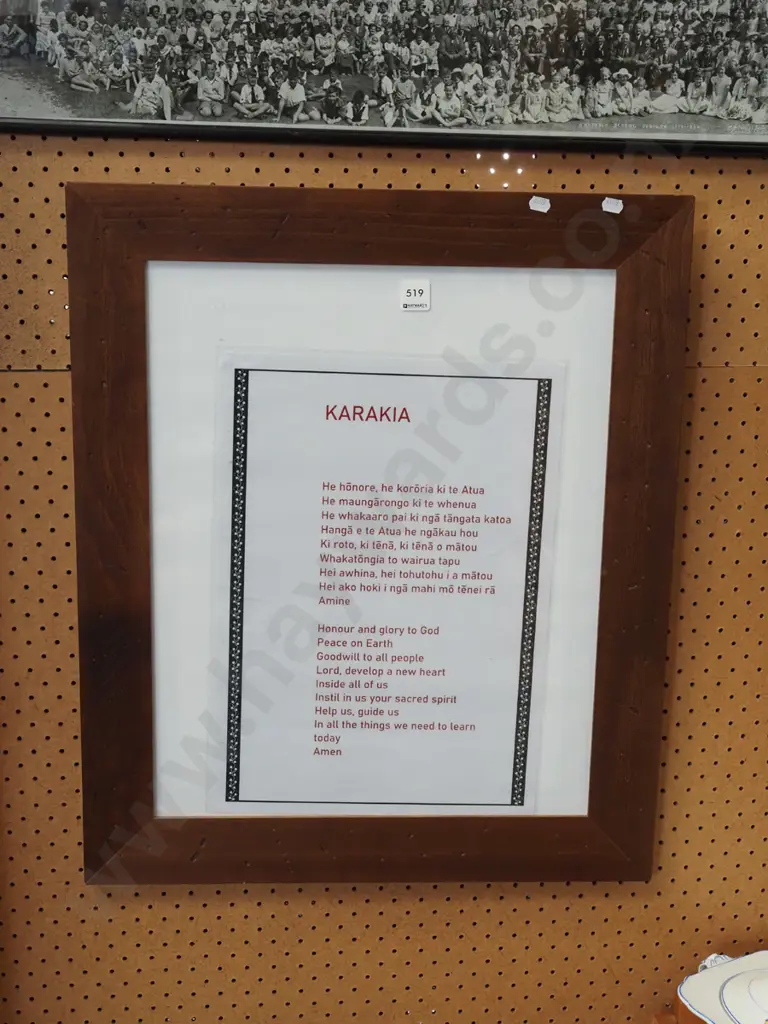 519
KARAKIA
He hōnore, he korōria ki te Atua
He maungārongo ki te whenua
He whakaaro pai ki ngā tāngata katoa
Hangā e te Atua he ngākau hou
Ki roto, ki tēnā, ki tēnā o mātou
Whakatōngia to wairua tapu
Hei awhina, hei tohutohu i a mātou
Hei ako hoki i ngā mahi mō tēnei rā
Amine
Honour and glory to God
Peace on Earth
Goodwill to all people
Lord, develop a new heart
Inside all of us
Instil in us your sacred spirit
Help us, guide us
In all the things we need to learn
today
Amen
www.haywards.co.nz